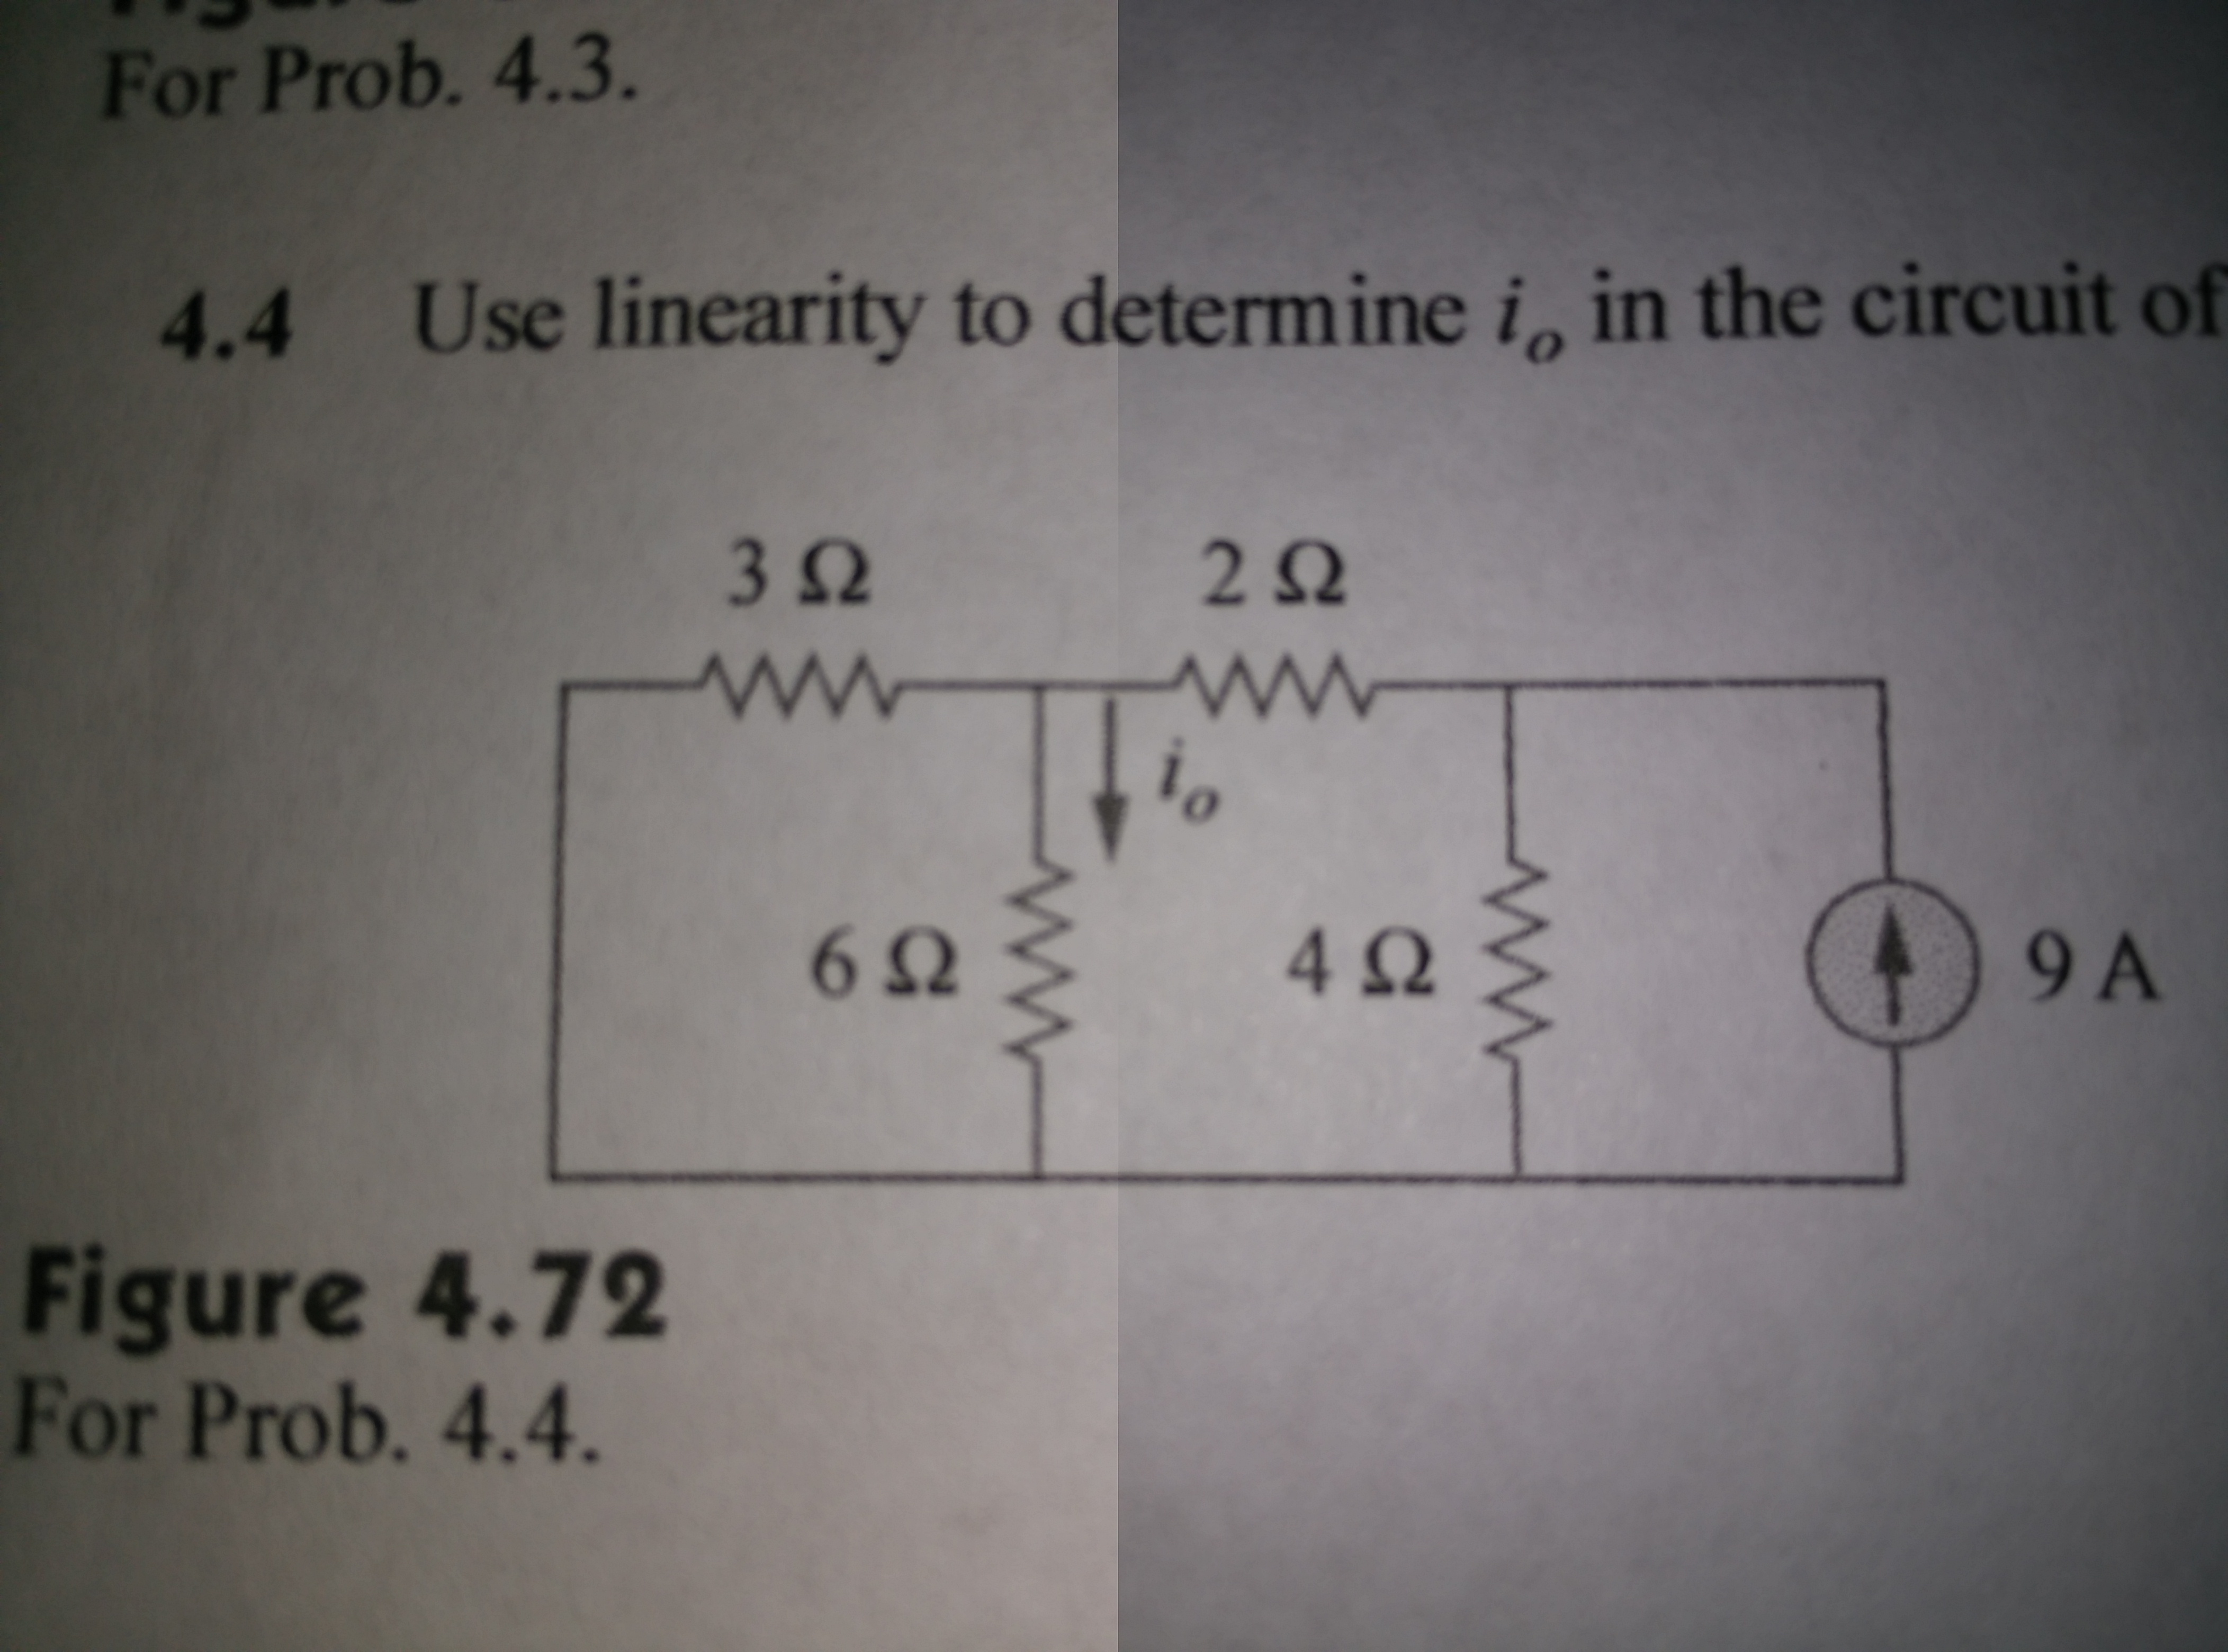 For Prob. 4.3.
4.4 Use linearity to determine i_o in the circuit of
3 Ω
2 Ω
i_o
6 Ω
4 Ω
9 A
Figure 4.72
For Prob. 4.4.